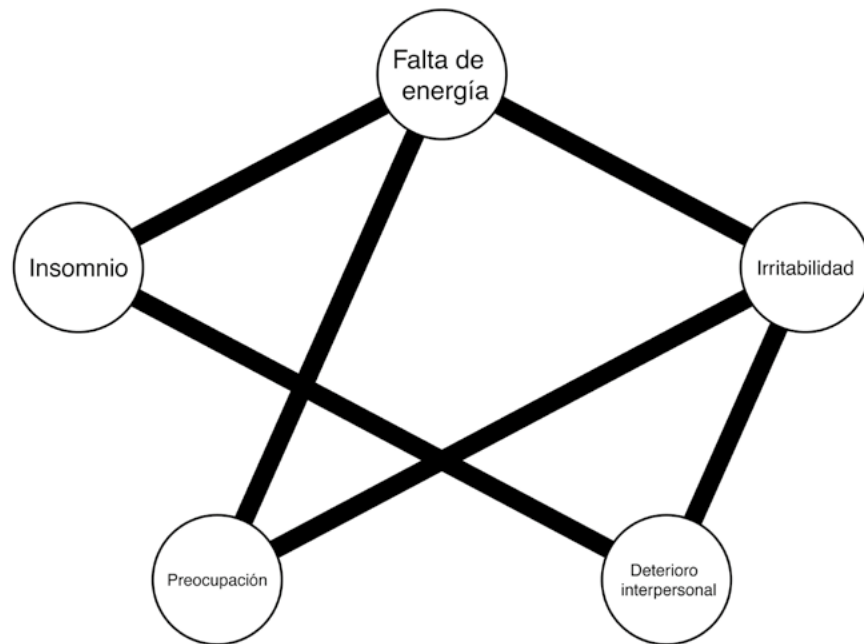 Falta de
energía
Insomnio
Irritabilidad
Preocupación
Deterioro
interpersonal